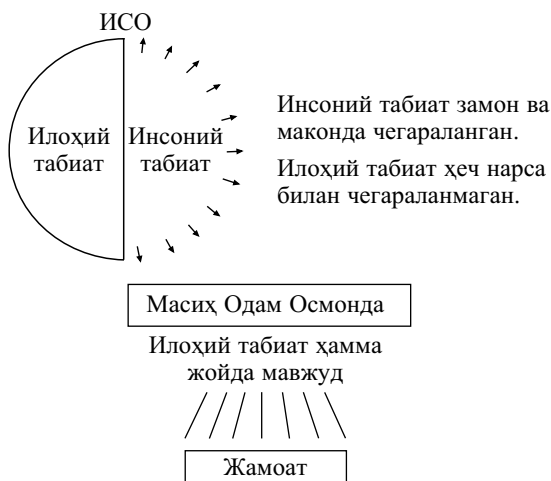 ИСО
Илоҳий
табиат
Инсоний
табиат
Инсоний табиат замон ва
маконда чегараланган.
Илоҳий табиат ҳеч нарса
билан чегараланмаган.
Масиҳ Одам Осмонда
Илоҳий табиат ҳамма
жойда мавжуд
Жамоат